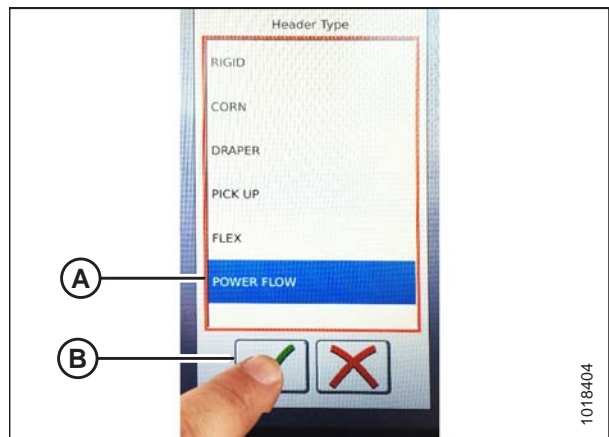 Header Type
RIGID
CORN
DRAPER
PICK UP
FLEX
A
POWER FLOW
B
1018404